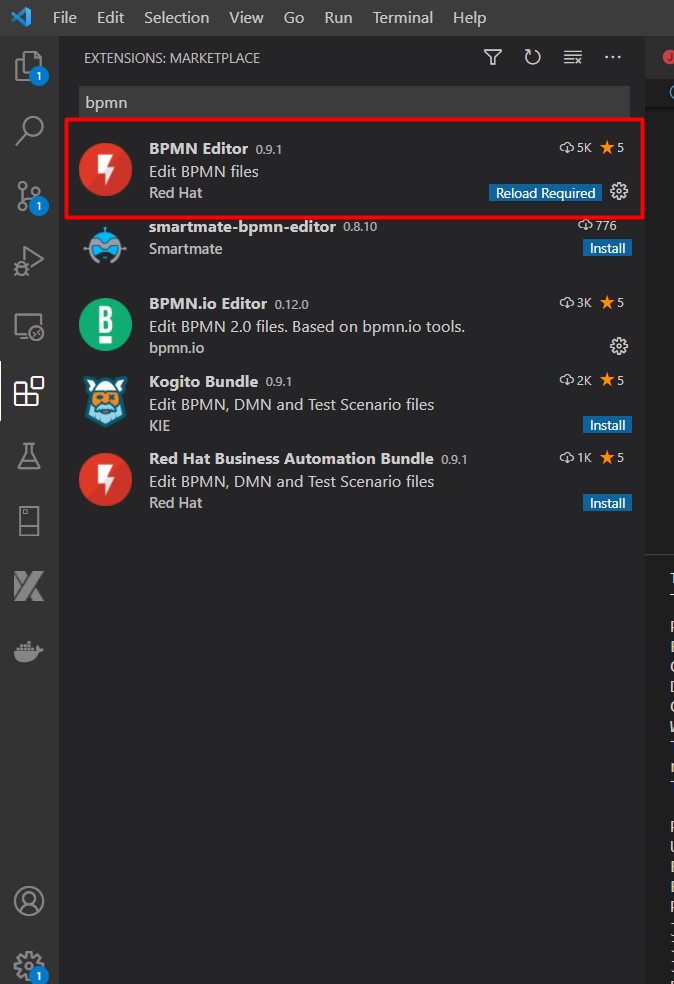 File Edit Selection View Go Run Terminal Help
EXTENSIONS: MARKETPLACE
bpmn
BPMN Editor 0.9.1 5K 5
Edit BPMN files
Red Hat Reload Required
smartmate-bpmn-editor 0.8.10 776
Smartmate Install
BPMN.io Editor 0.12.0 3K 5
Edit BPMN 2.0 files. Based on bpmn.io tools.
bpmn.io
Kogito Bundle 0.9.1 2K 5
Edit BPMN, DMN and Test Scenario files
KIE Install
Red Hat Business Automation Bundle 0.9.1 1K 5
Edit BPMN, DMN and Test Scenario files
Red Hat Install
1
1
1